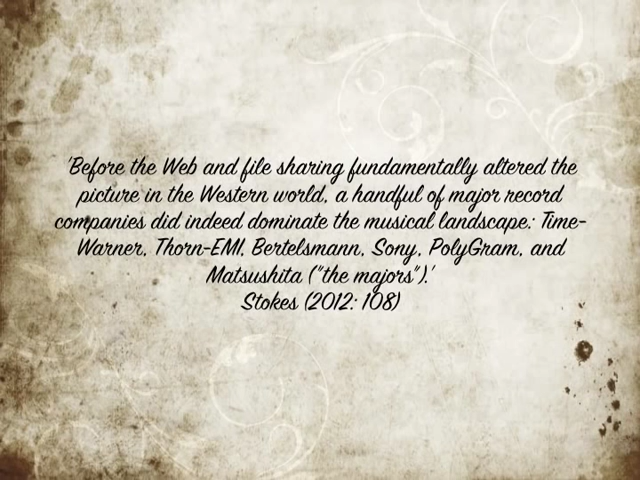 'Before the Web and file sharing fundamentally altered the
picture in the Western world, a handful of major record
companies did indeed dominate the musical landscape: Time-
Warner, Thorn-EMI, Bertelsmann, Sony, PolyGram, and
Matsushita ("the majors").'
Stokes (2012: 108)